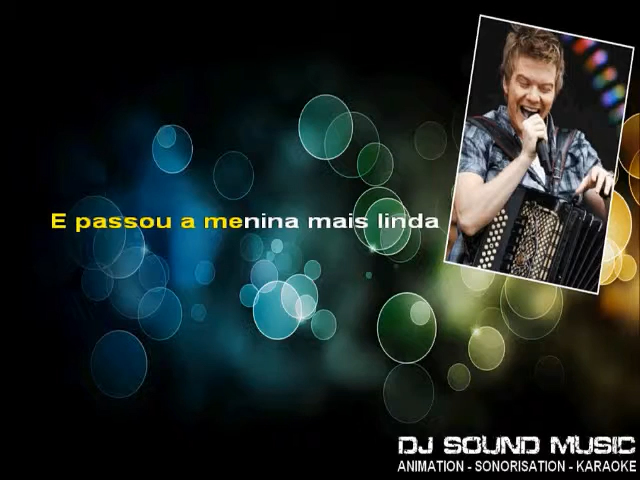 E passou a menina mais linda
DJ SOUND MUSIC
ANIMATION - SONORISATION - KARAOKE